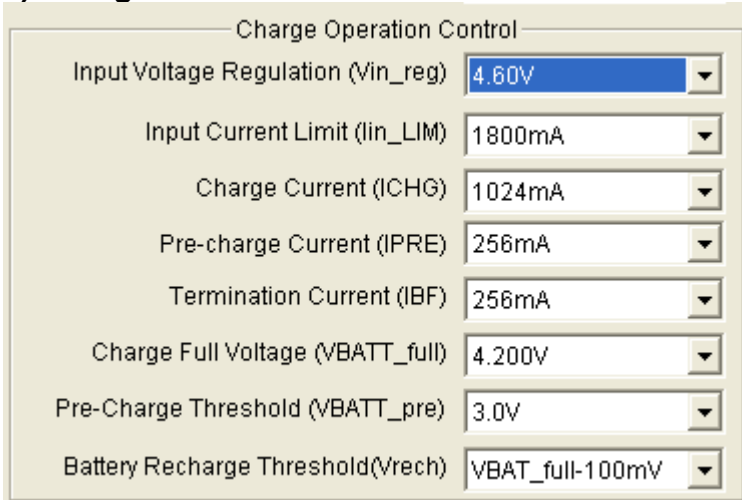 Charge Operation Control
Input Voltage Regulation (Vin_reg) 4.60V
Input Current Limit (Iin_LIM) 1800mA
Charge Current (ICHG) 1024mA
Pre-charge Current (IPRE) 256mA
Termination Current (IBF) 256mA
Charge Full Voltage (VBATT_full) 4.200V
Pre-Charge Threshold (VBATT_pre) 3.0V
Battery Recharge Threshold(Vrech) VBAT_full-100mV